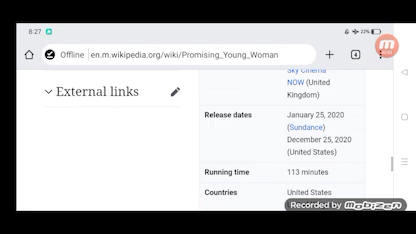 8:27
22%
Offline en.m.wikipedia.org/wiki/Promising_Young_Woman
4
Sky Cinema
NOW (United
Kingdom)
External links
Release dates
January 25, 2020
(Sundance)
December 25, 2020
(United States)
Running time
113 minutes
Countries
United States
Recorded by Mobizen